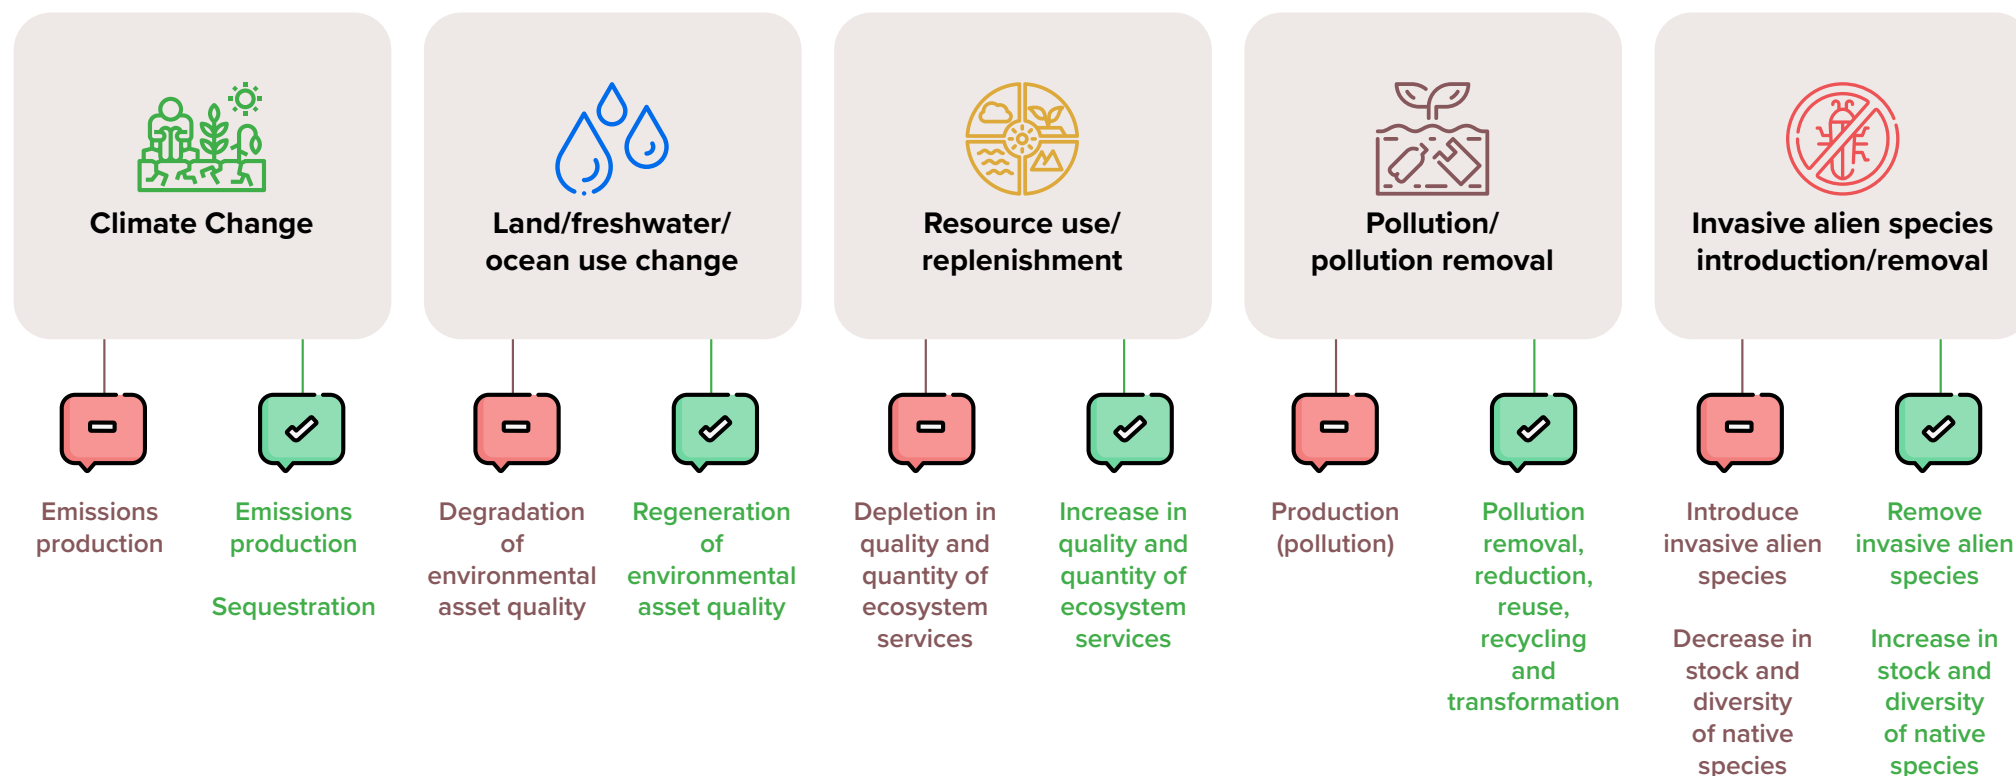 Climate Change
Land/freshwater/
ocean use change
Resource use/
replenishment
Pollution/
pollution removal
Invasive alien species
introduction/removal
Emissions
production
Emissions
production
Sequestration
Degradation
of
environmental
asset quality
Regeneration
of
environmental
asset quality
Depletion in
quality and
quantity of
ecosystem
services
Increase in
quality and
quantity of
ecosystem
services
Production
(pollution)
Pollution
removal,
reduction,
reuse,
recycling
and
transformation
Introduce
invasive alien
species
Decrease in
stock and
diversity
of native
species
Remove
invasive alien
species
Increase in
stock and
diversity
of native
species